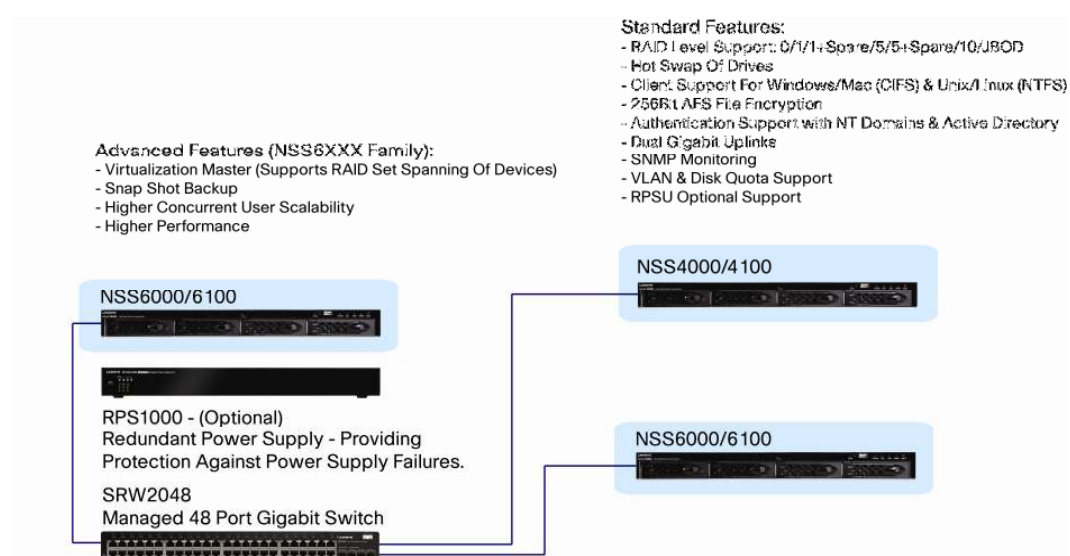 Standard Features:
- RAID Level Support: 0/1/1+Spare/5/5+Spare/10/JBOD
- Hot Swap Of Drives
- Client Support For Windows/Mac (CIFS) & Unix/Linux (NTFS)
- 256Bit AES File Encryption
- Authentication Support with NT Domains & Active Directory
- Dual Gigabit Uplinks
- SNMP Monitoring
- VLAN & Disk Quota Support
- RPSU Optional Support
Advanced Features (NSS6XXX Family):
- Virtualization Master (Supports RAID Set Spanning Of Devices)
- Snap Shot Backup
- Higher Concurrent User Scalability
- Higher Performance
NSS4000/4100
NSS6000/6100
RPS1000 - (Optional)
Redundant Power Supply - Providing
Protection Against Power Supply Failures.
NSS6000/6100
SRW2048
Managed 48 Port Gigabit Switch